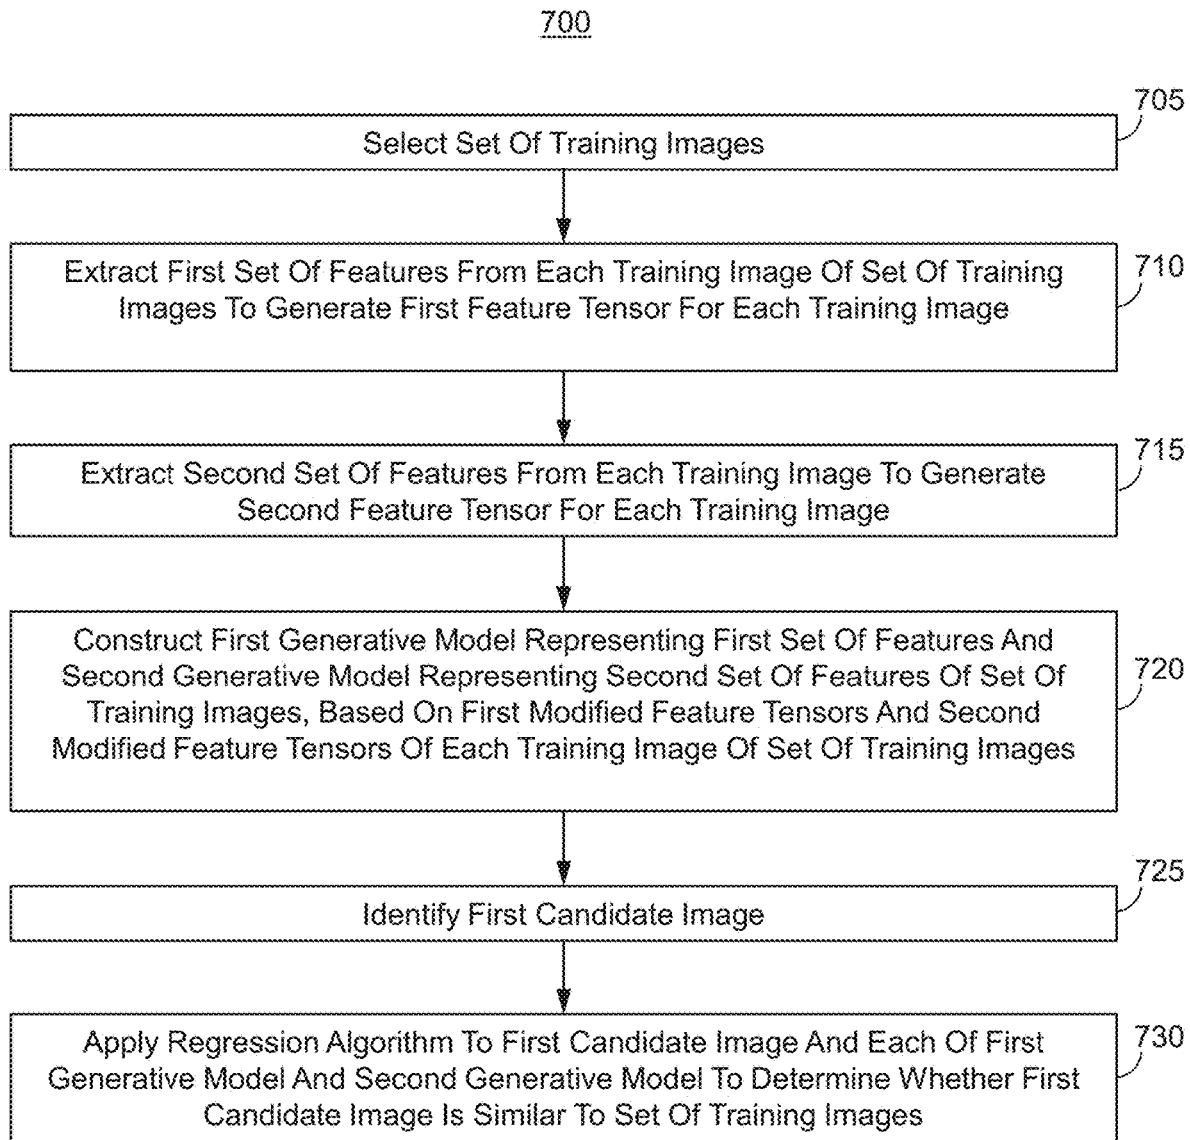 700
705
Select Set Of Training Images
710
Extract First Set Of Features From Each Training Image Of Set Of Training
Images To Generate First Feature Tensor For Each Training Image
715
Extract Second Set Of Features From Each Training Image To Generate
Second Feature Tensor For Each Training Image
720
Construct First Generative Model Representing First Set Of Features And
Second Generative Model Representing Second Set Of Features Of Set Of
Training Images, Based On First Modified Feature Tensors And Second
Modified Feature Tensors Of Each Training Image Of Set Of Training Images
725
Identify First Candidate Image
730
Apply Regression Algorithm To First Candidate Image And Each Of First
Generative Model And Second Generative Model To Determine Whether First
Candidate Image Is Similar To Set Of Training Images